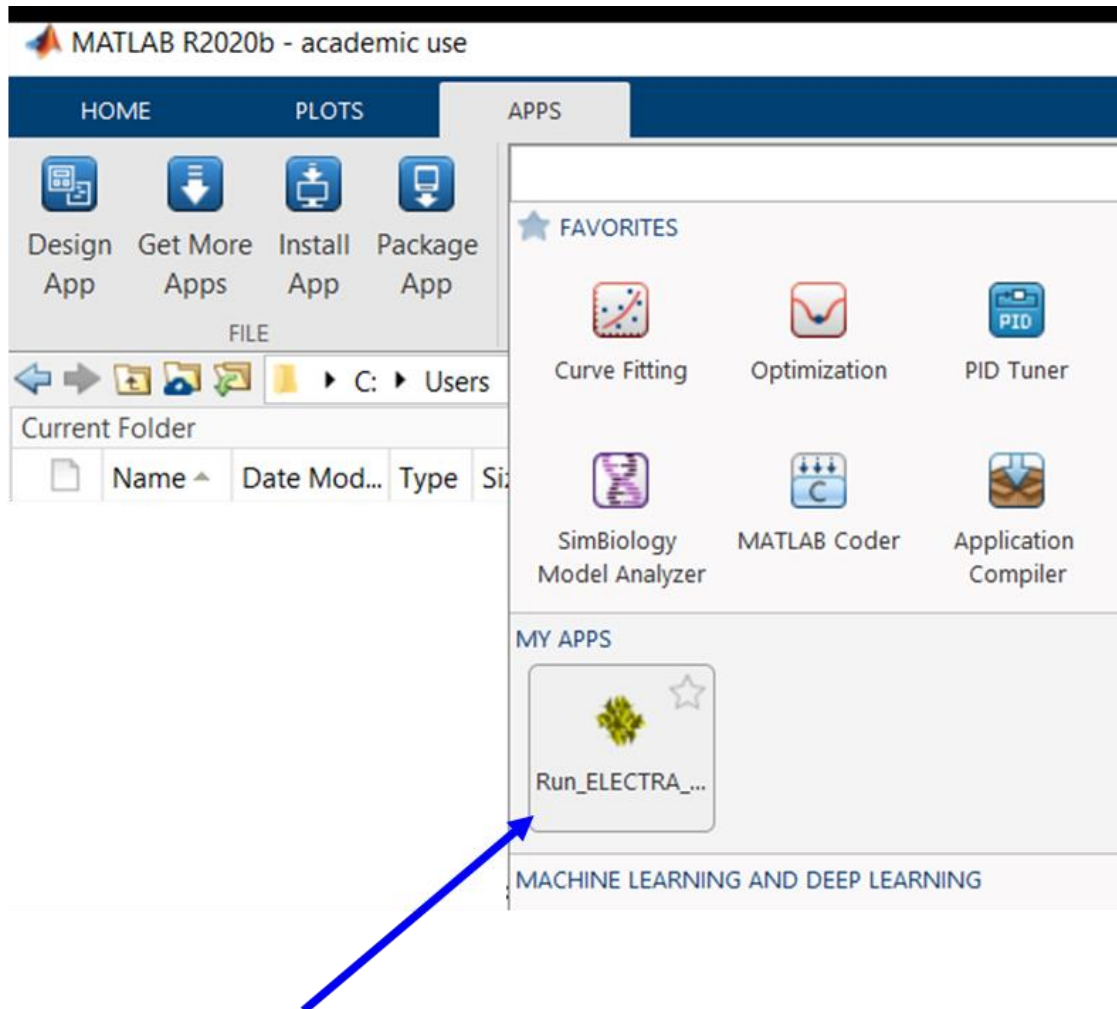 MATLAB R2020b - academic use
HOME PLOTS APPS
Design App
Get More Apps
Install App
Package App
FILE
C: Users
Current Folder
Name Date Mod... Type
FAVORITES
Curve Fitting Optimization PID Tuner
PID
C
SimBiology Model Analyzer
MATLAB Coder
Application Compiler
MY APPS
Run_ELECTRA_...
MACHINE LEARNING AND DEEP LEARNING